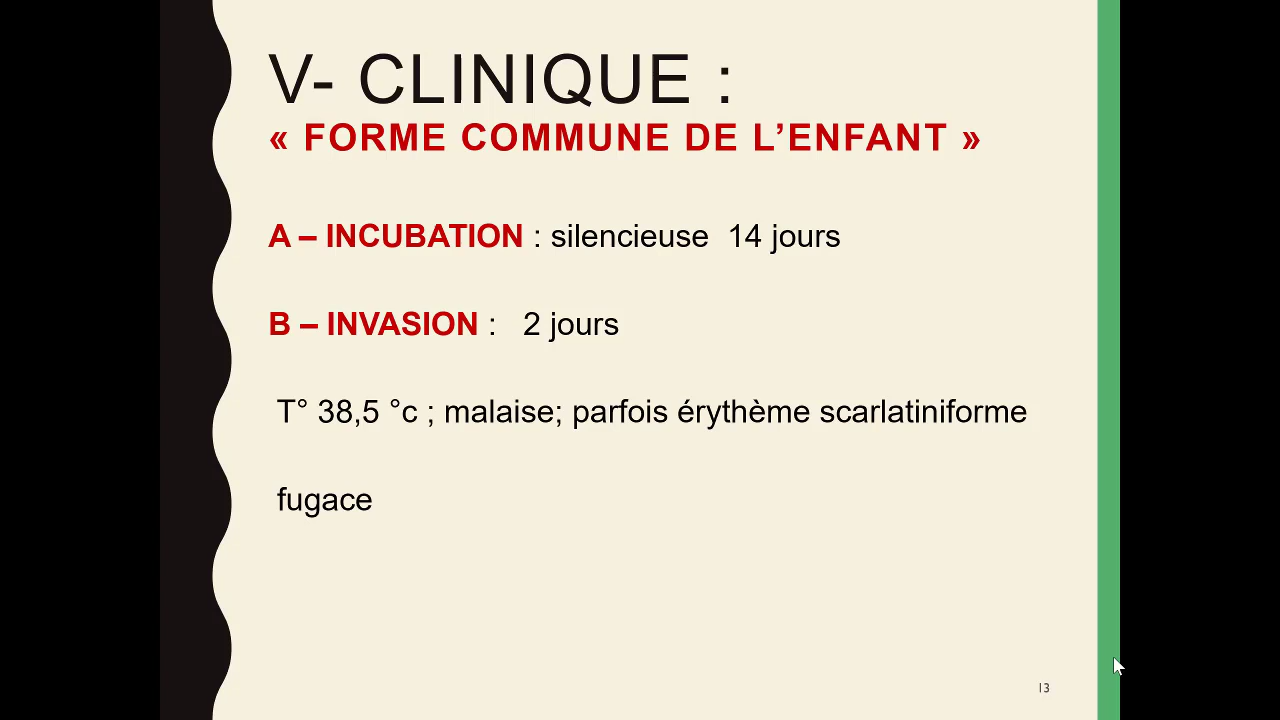 V- CLINIQUE :
« FORME COMMUNE DE L’ENFANT »
A – INCUBATION : silencieuse 14 jours
B – INVASION : 2 jours
T° 38,5 °c ; malaise; parfois érythème scarlatiniforme
fugace
13